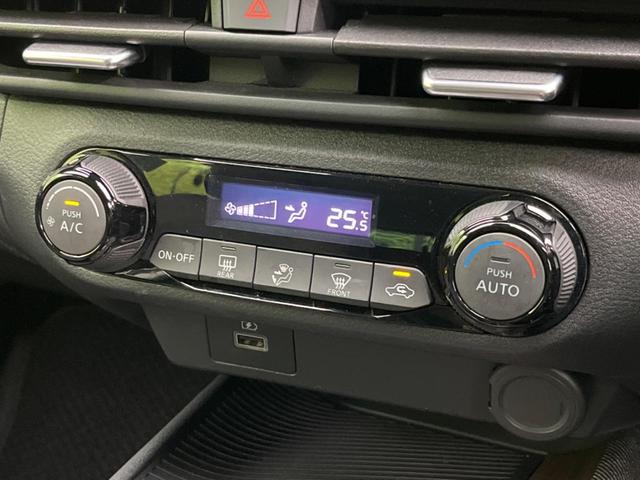 25.5°C
PUSH
A/C
ON·OFF
REAR
FRONT
PUSH
AUTO